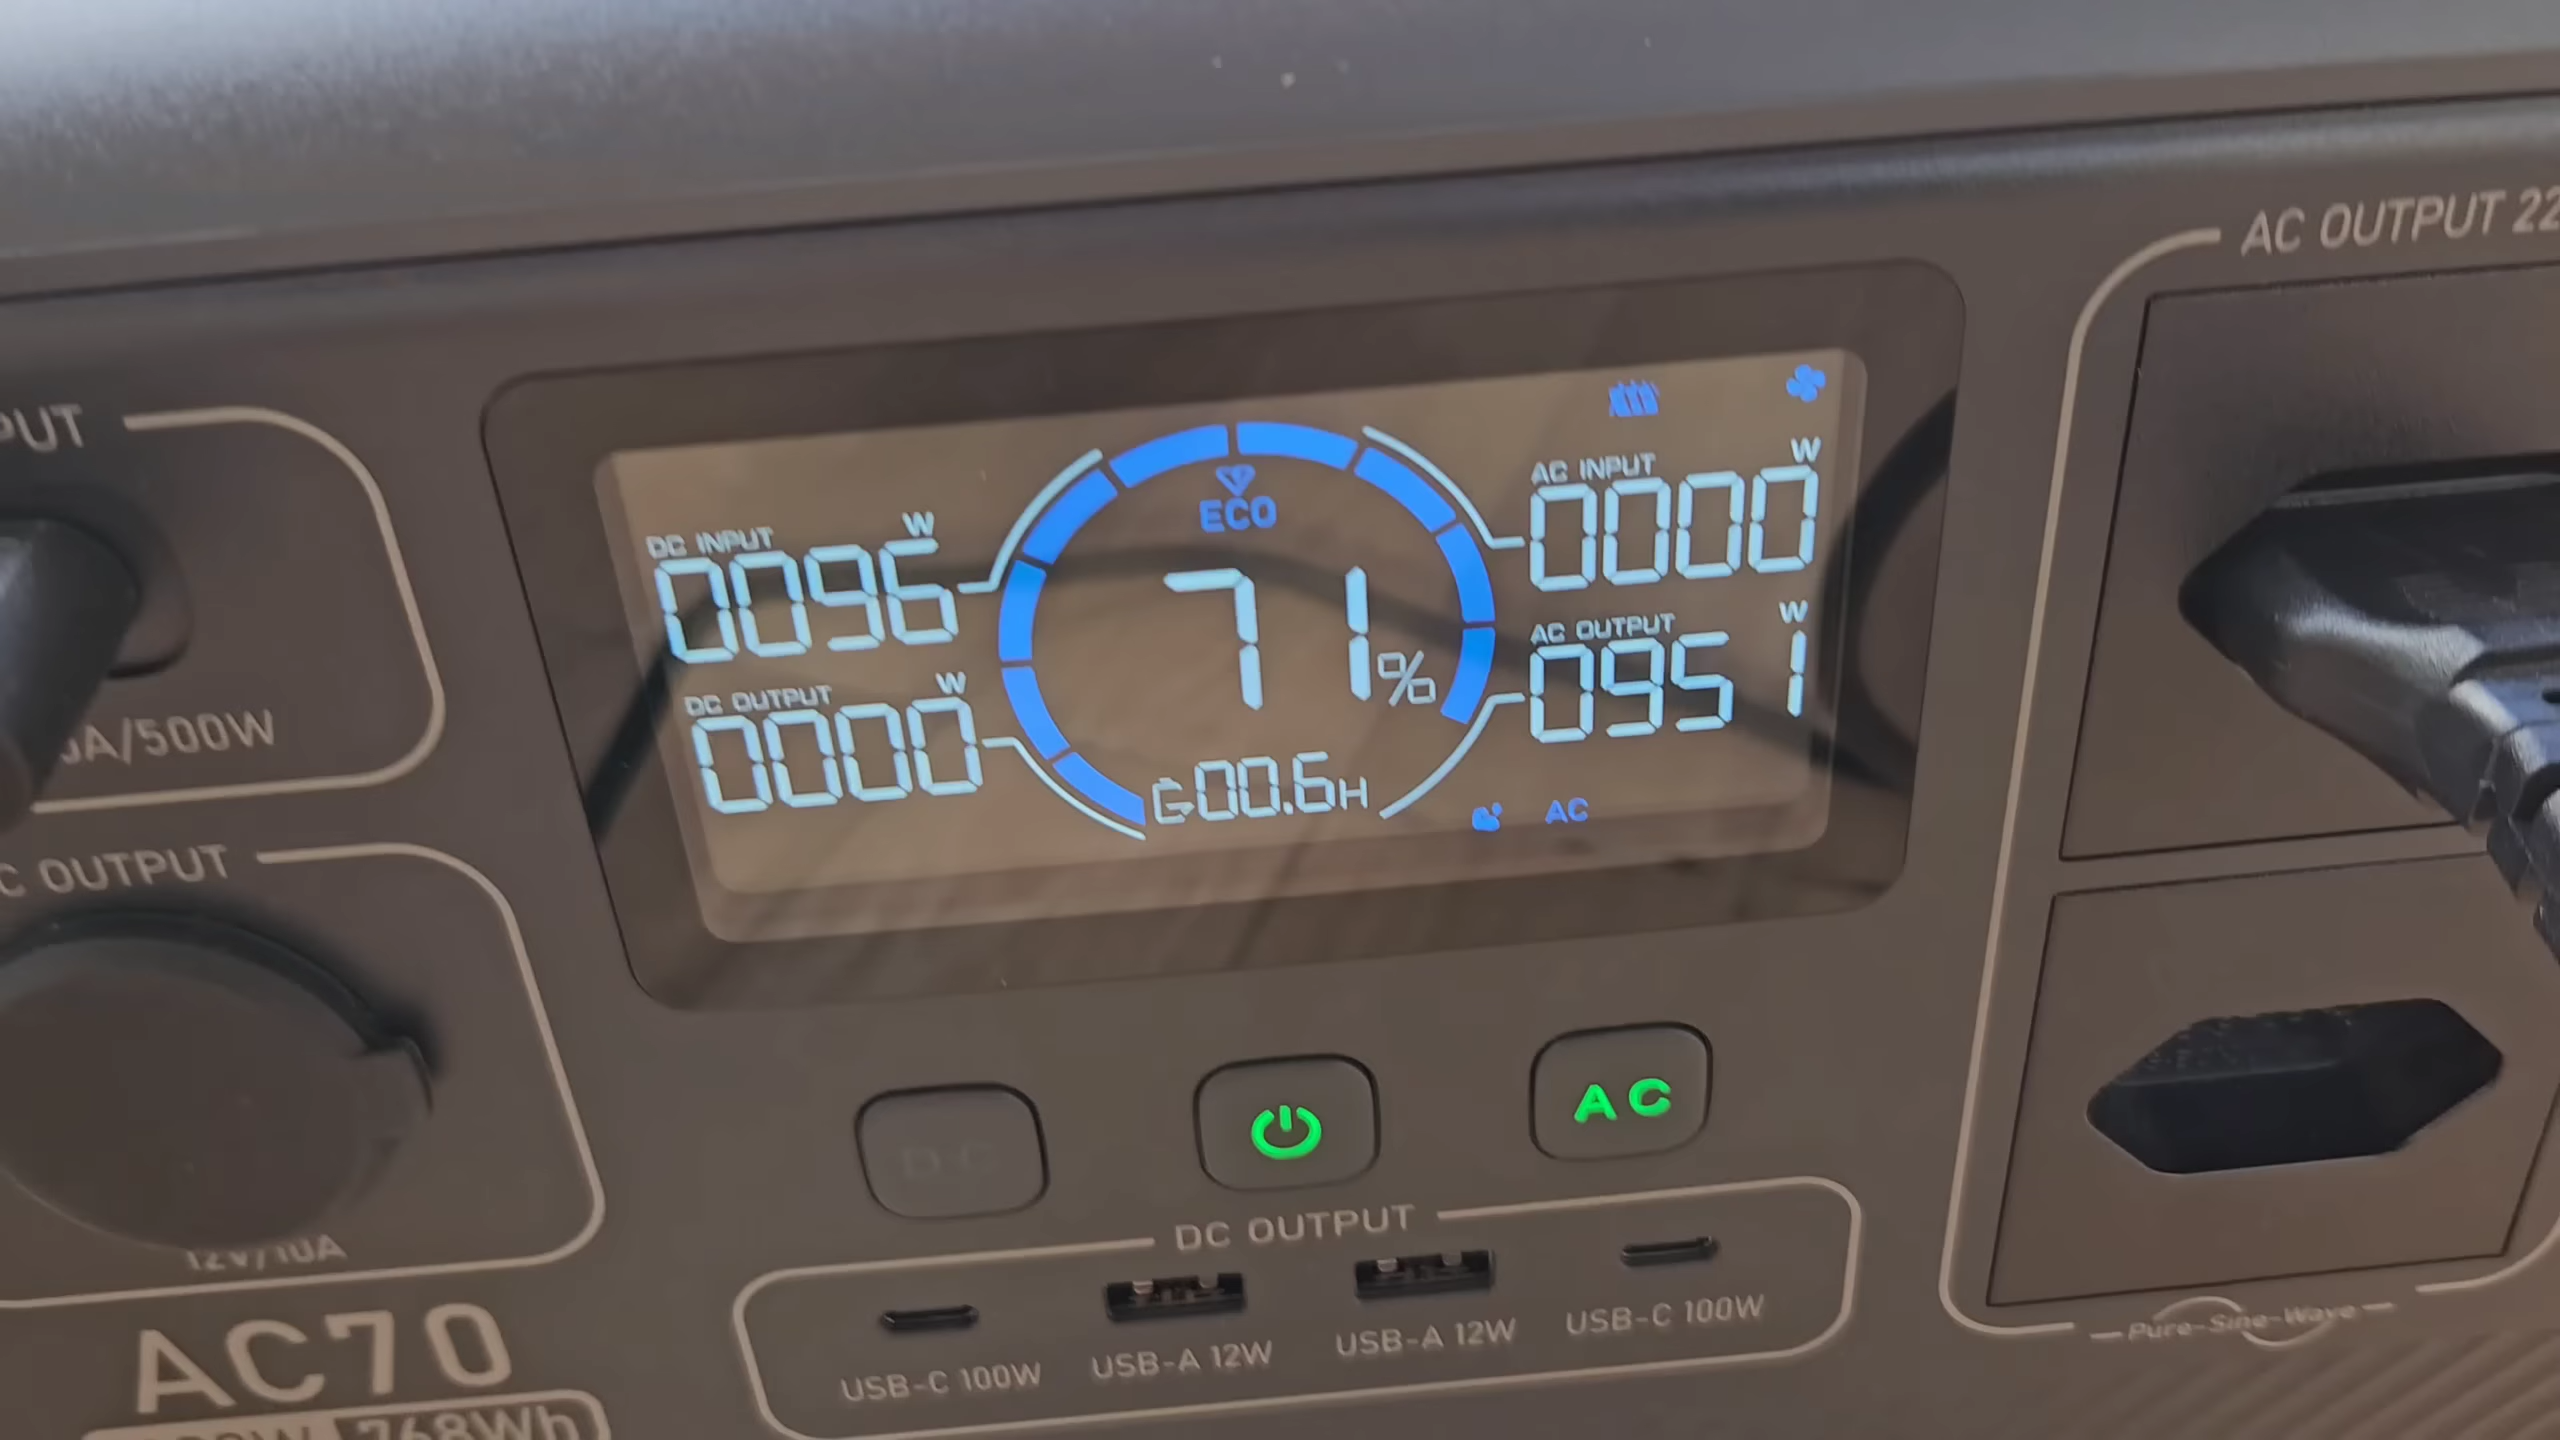 AC OUTPUT 22
PUT
A/500W
DC INPUT
0096 W
DC OUTPUT
0000 W
ECO
71%
00.6H
AC INPUT
0000 W
AC OUTPUT
0951 W
AC
C OUTPUT
12V/10A
DC
AC
DC OUTPUT
USB-C 100W
USB-A 12W
USB-A 12W
USB-C 100W
Pure-Sine-Wave
AC70
768Wh